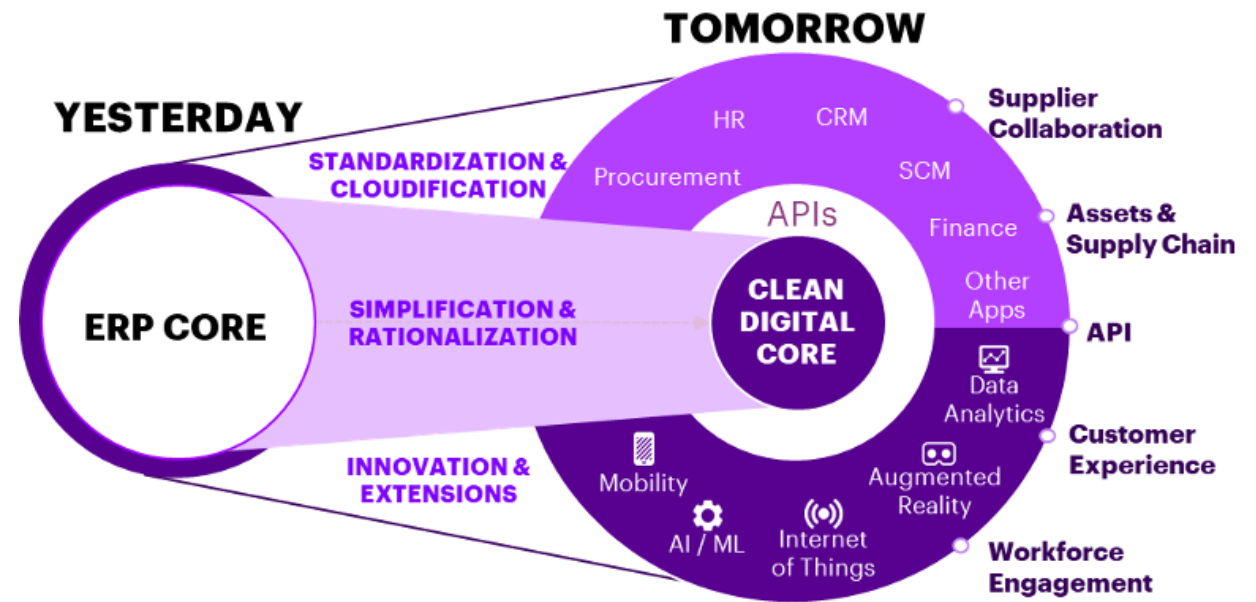 YESTERDAY
TOMORROW
STANDARDIZATION &
CLOUDIFICATION
ERP CORE
SIMPLIFICATION &
RATIONALIZATION
INNOVATION &
EXTENSIONS
HR
CRM
Procurement
SCM
APIs
Finance
Other
Apps
CLEAN
DIGITAL
CORE
Data
Analytics
Augmented
Reality
Mobility
AI / ML
Internet
of Things
Supplier
Collaboration
Assets &
Supply Chain
API
Customer
Experience
Workforce
Engagement